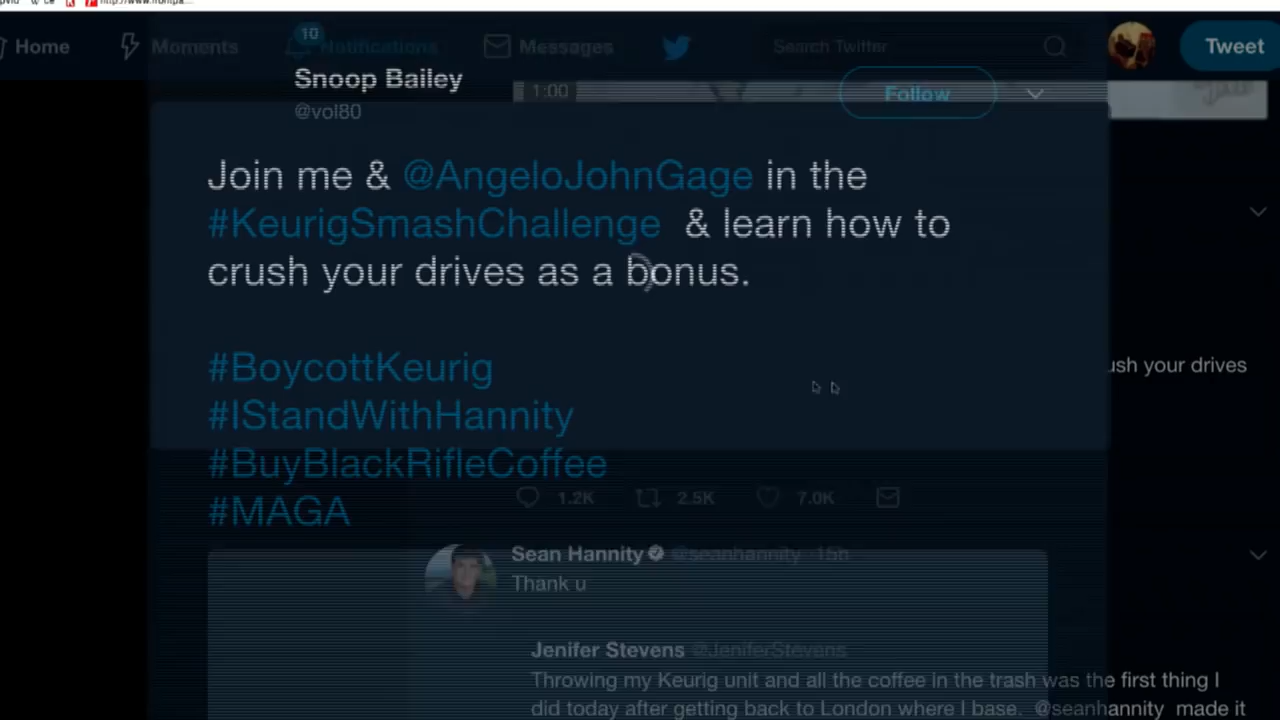 Home Moments 10 Notifications Messages Search Twitter Tweet
Snoop Bailey
1:00
Follow
@vol80
Join me & @AngeloJohnGage in the
#KeurigSmashChallenge & learn how to
crush your drives as a bonus.
ush your drives
#BoycottKeurig
#IStandWithHannity
#BuyBlackRifleCoffee
1.2K 2.5K 7.0K
#MAGA
Sean Hannity @seanhannity 15h
Thank u
Jenifer Stevens @JeniferStevens
Throwing my Keurig unit and all the coffee in the trash was the first thing I
did today after getting back to London where I base. @seanhannity made it